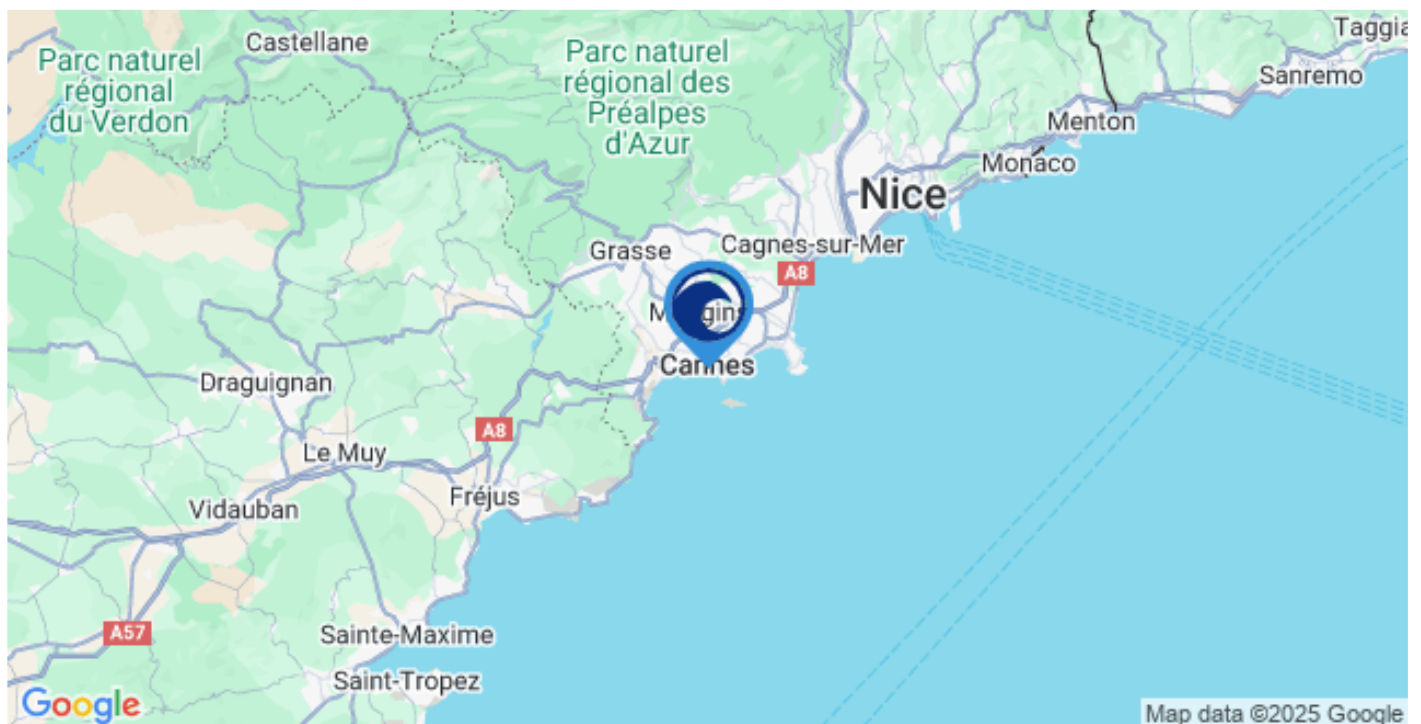 Castellane
Parc naturel
régional
du Verdon
Parc naturel
régional des
Préalpes
d'Azur
Taggia
Sanremo
Menton
Monaco
Nice
Grasse
Cagnes-sur-Mer
A8
Cannes
Draguignan
A8
Le Muy
Fréjus
Vidauban
A57
Sainte-Maxime
Saint-Tropez
Google
Map data ©2025 Google